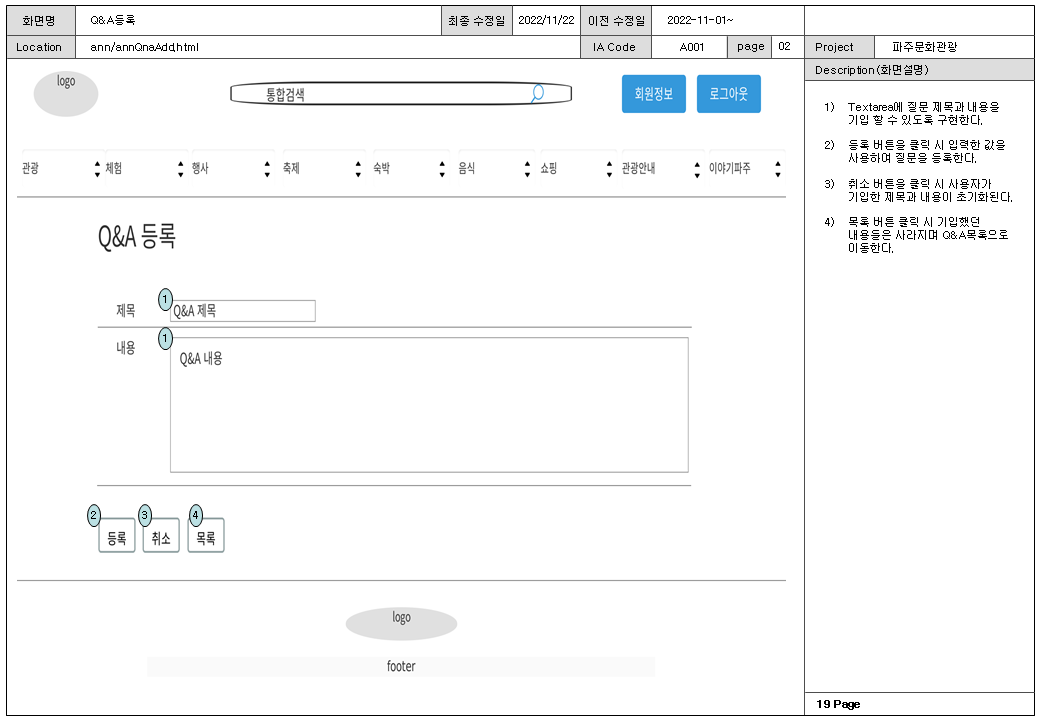 화면명 Q&A등록 최종 수정일 2022/11/22 이전 수정일 2022-11-01~
Location ann/annQnaAdd.html IA Code A001 page 02 Project 파주문화관광
Description(화면설명)
logo 통합검색 회원정보 로그아웃
관광 체험 행사 축제 숙박 음식 쇼핑 관광안내 이야기파주
Q&A 등록
제목 1 Q&A 제목
내용 1 Q&A 내용
2 등록 3 취소 4 목록
logo
footer
1) Textarea에 질문 제목과 내용을
기입 할 수 있도록 구현한다.
2) 등록 버튼을 클릭 시 입력한 값을
사용하여 질문을 등록한다.
3) 취소 버튼을 클릭 시 사용자가
기입한 제목과 내용이 초기화된다.
4) 목록 버튼 클릭 시 기입했던
내용들은 사라지며 Q&A목록으로
이동한다.
19 Page